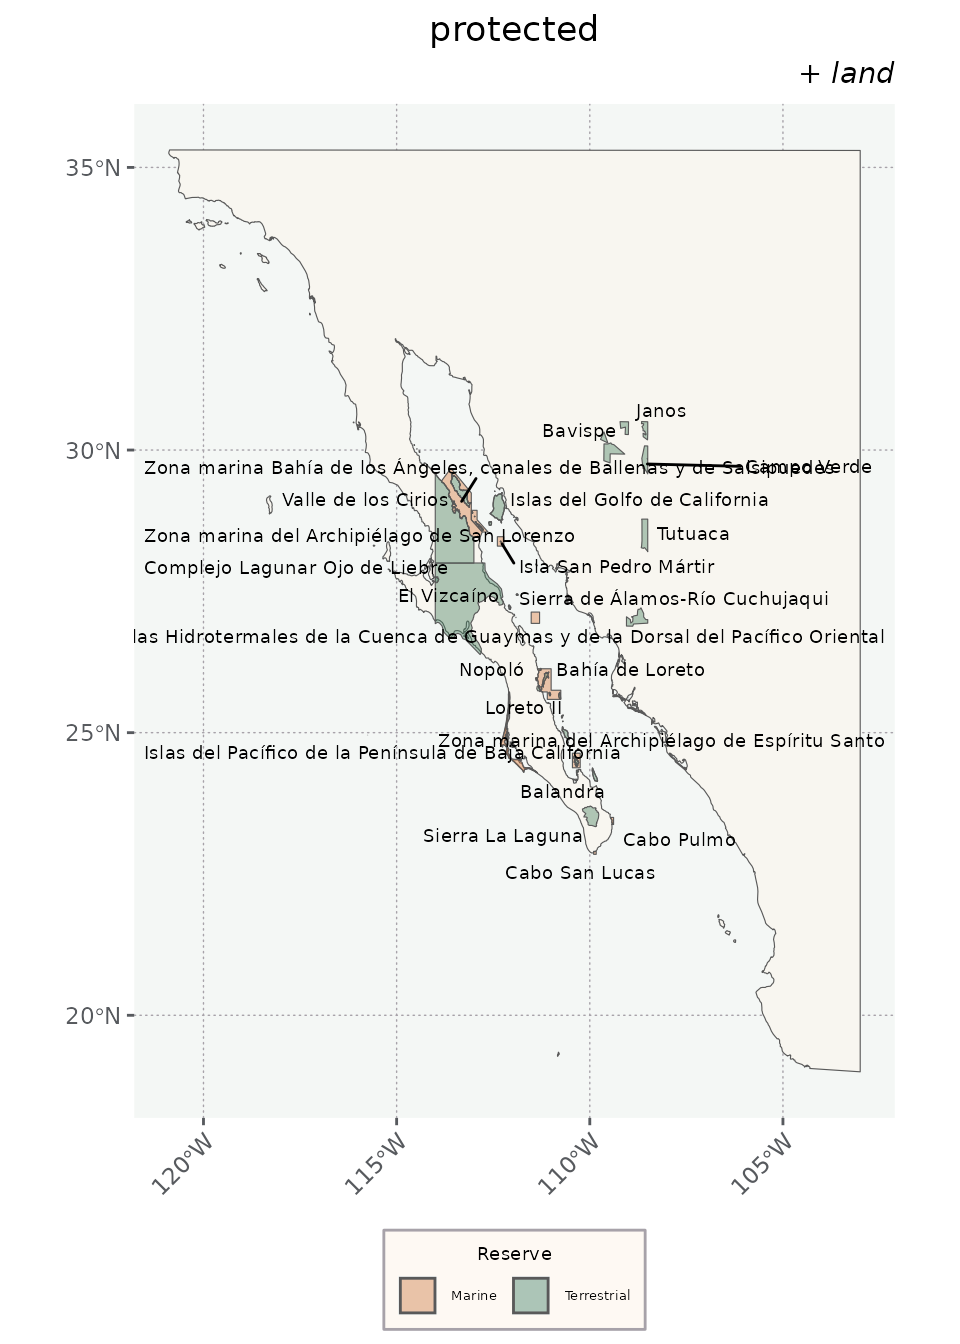 protected
+ land
35°N
30°N
25°N
20°N
Janos
Bavispe
Zona marina Bahía de los Ángeles, canales de Ballenas y de Salsipuedes
Campo Verde
Valle de los Cirios
Islas del Golfo de California
Zona marina del Archipiélago de San Lorenzo
Tutuaca
Complejo Lagunar Ojo de Liebre
Isla San Pedro Mártir
El Vizcaíno
Sierra de Álamos-Río Cuchujaqui
las Hidrotermales de la Cuenca de Guaymas y de la Dorsal del Pacífico Oriental
Nopoló
Bahía de Loreto
Loreto II
Zona marina del Archipiélago de Espíritu Santo
Islas del Pacífico de la Península de Baja California
Balandra
Sierra La Laguna
Cabo Pulmo
Cabo San Lucas
120°W
115°W
110°W
105°W
Reserve
Marine
Terrestrial